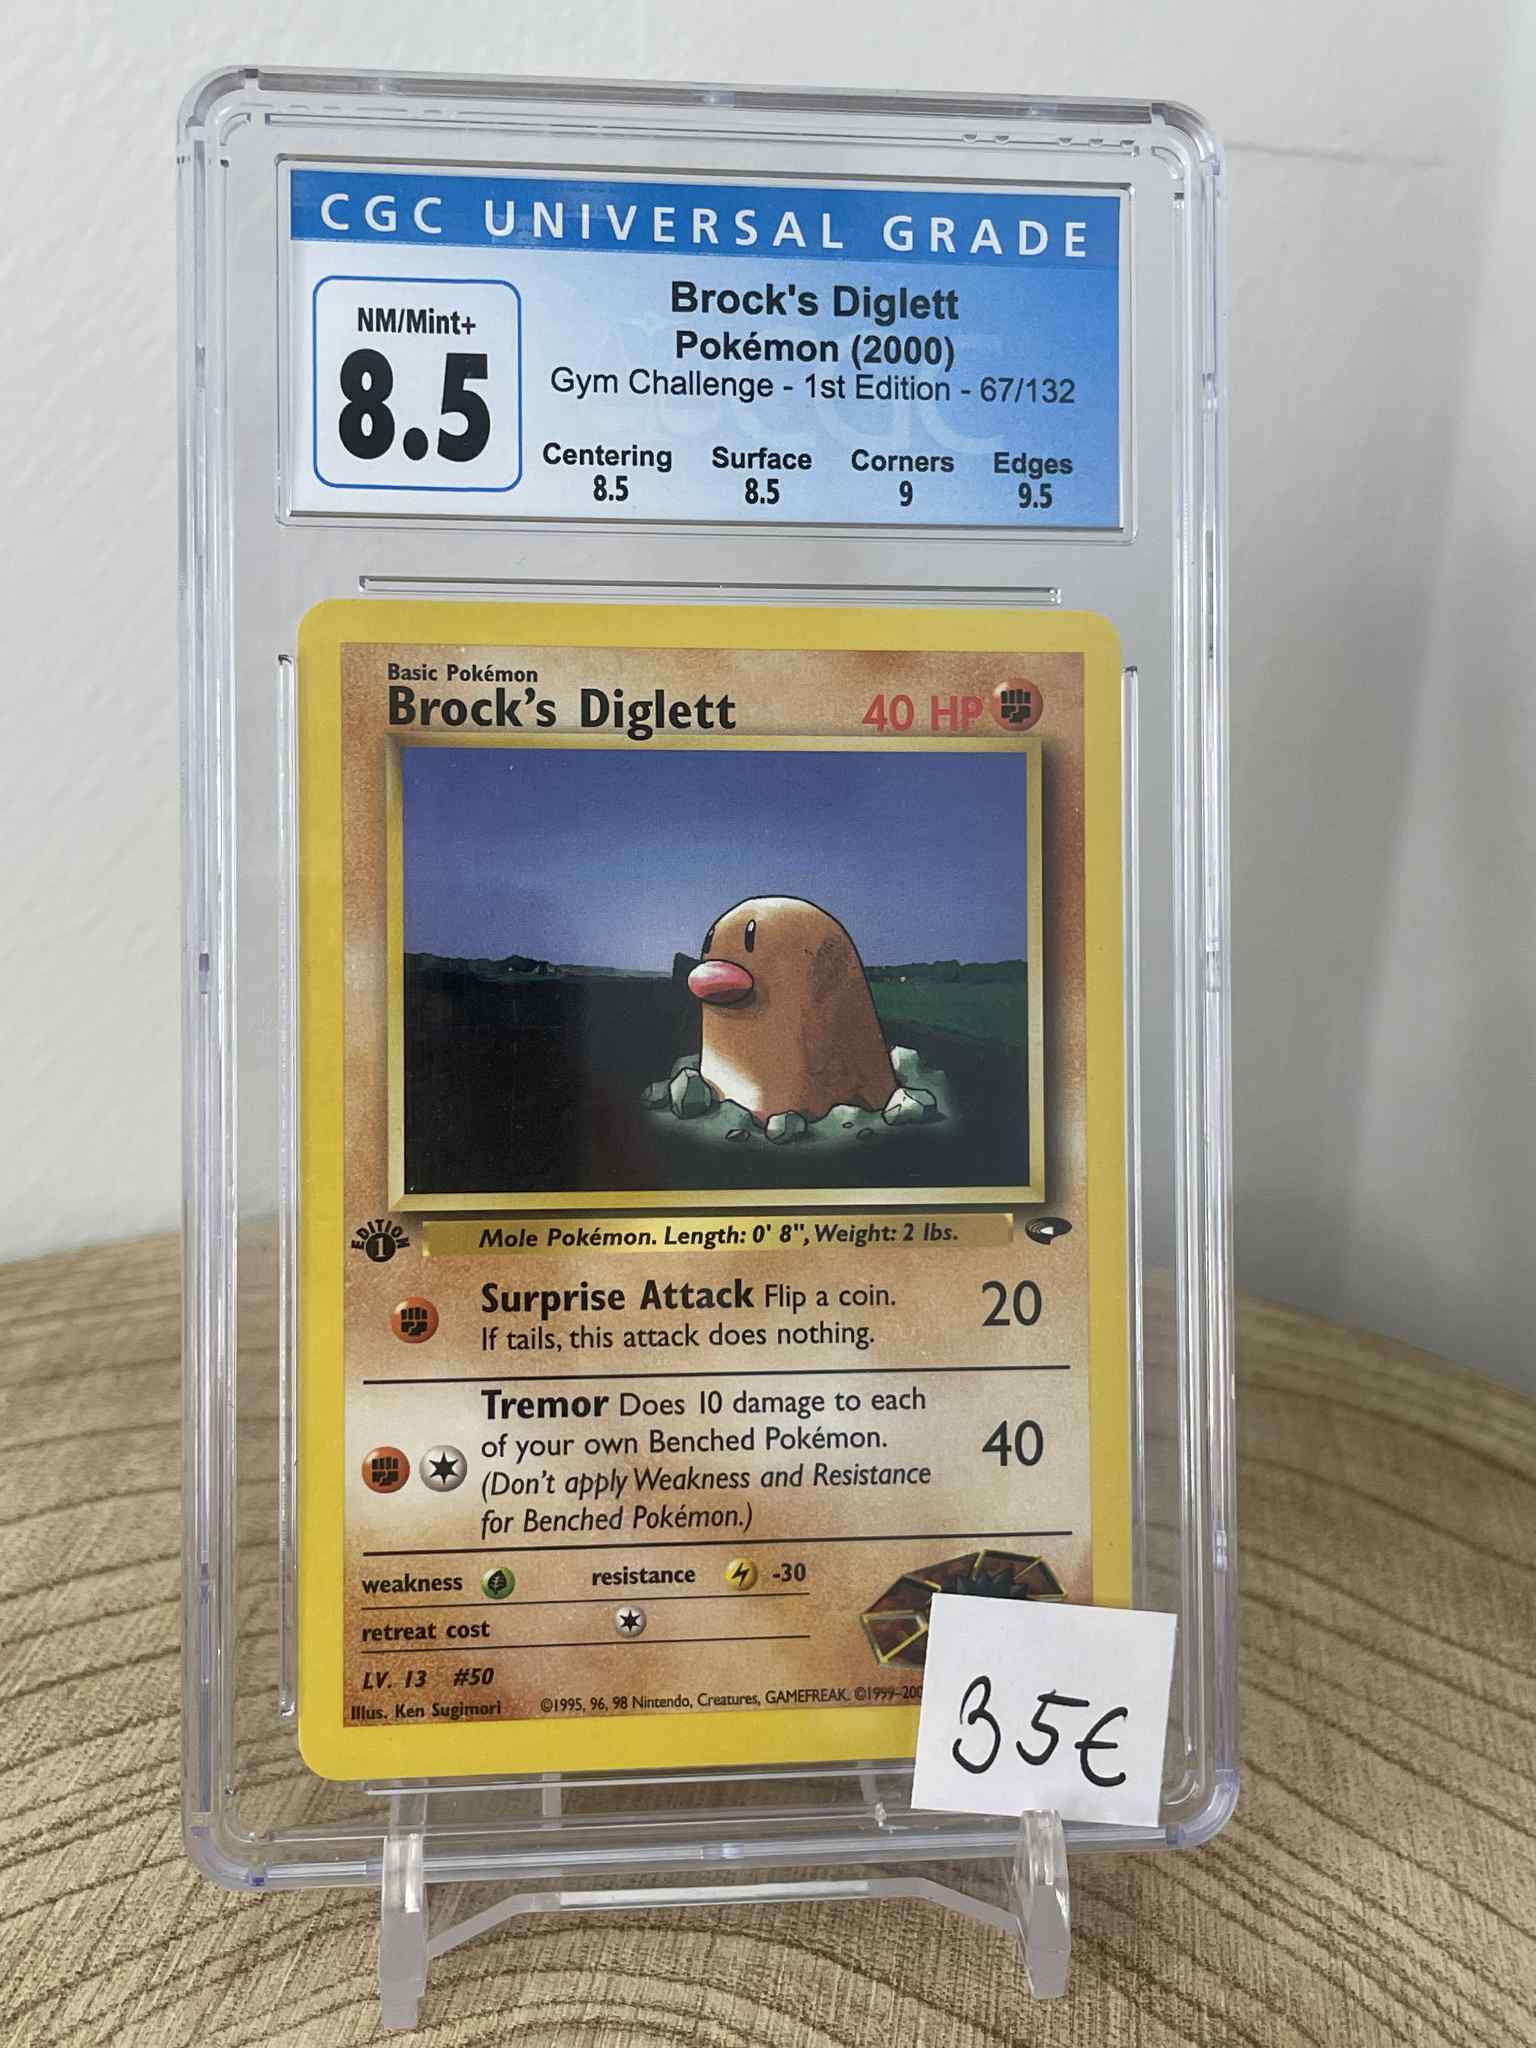 CGC UNIVERSAL GRADE
NM/Mint+
8.5
Brock's Diglett
Pokémon (2000)
Gym Challenge - 1st Edition - 67/132
Centering Surface Corners Edges
8.5 8.5 9 9.5
Basic Pokémon
Brock's Diglett 40 HP
EDITION
1
Mole Pokémon. Length: 0' 8", Weight: 2 lbs.
Surprise Attack Flip a coin.
If tails, this attack does nothing.
20
Tremor Does 10 damage to each
of your own Benched Pokémon.
(Don't apply Weakness and Resistance
for Benched Pokémon.)
40
weakness resistance -30
retreat cost
LV. 13 #50
Illus. Ken Sugimori ©1995, 96, 98 Nintendo, Creatures, GAMEFREAK. ©1999–200
35€